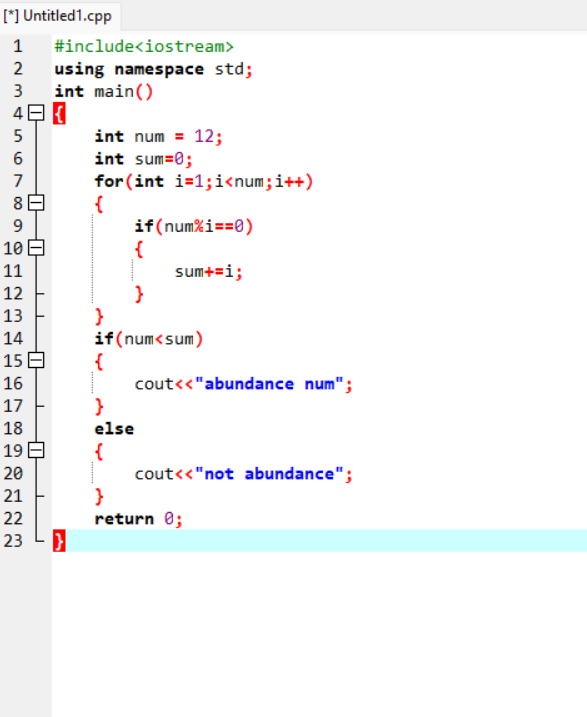 [*] Untitled1.cpp
1 #include<iostream>
2 using namespace std;
3 int main()
4 {
5 int num = 12;
6 int sum=0;
7 for(int i=1;i<num;i++)
8 {
9 if(num%i==0)
10 {
11 sum+=i;
12 }
13 }
14 if(num<sum)
15 {
16 cout<<"abundance num";
17 }
18 else
19 {
20 cout<<"not abundance";
21 }
22 return 0;
23 }